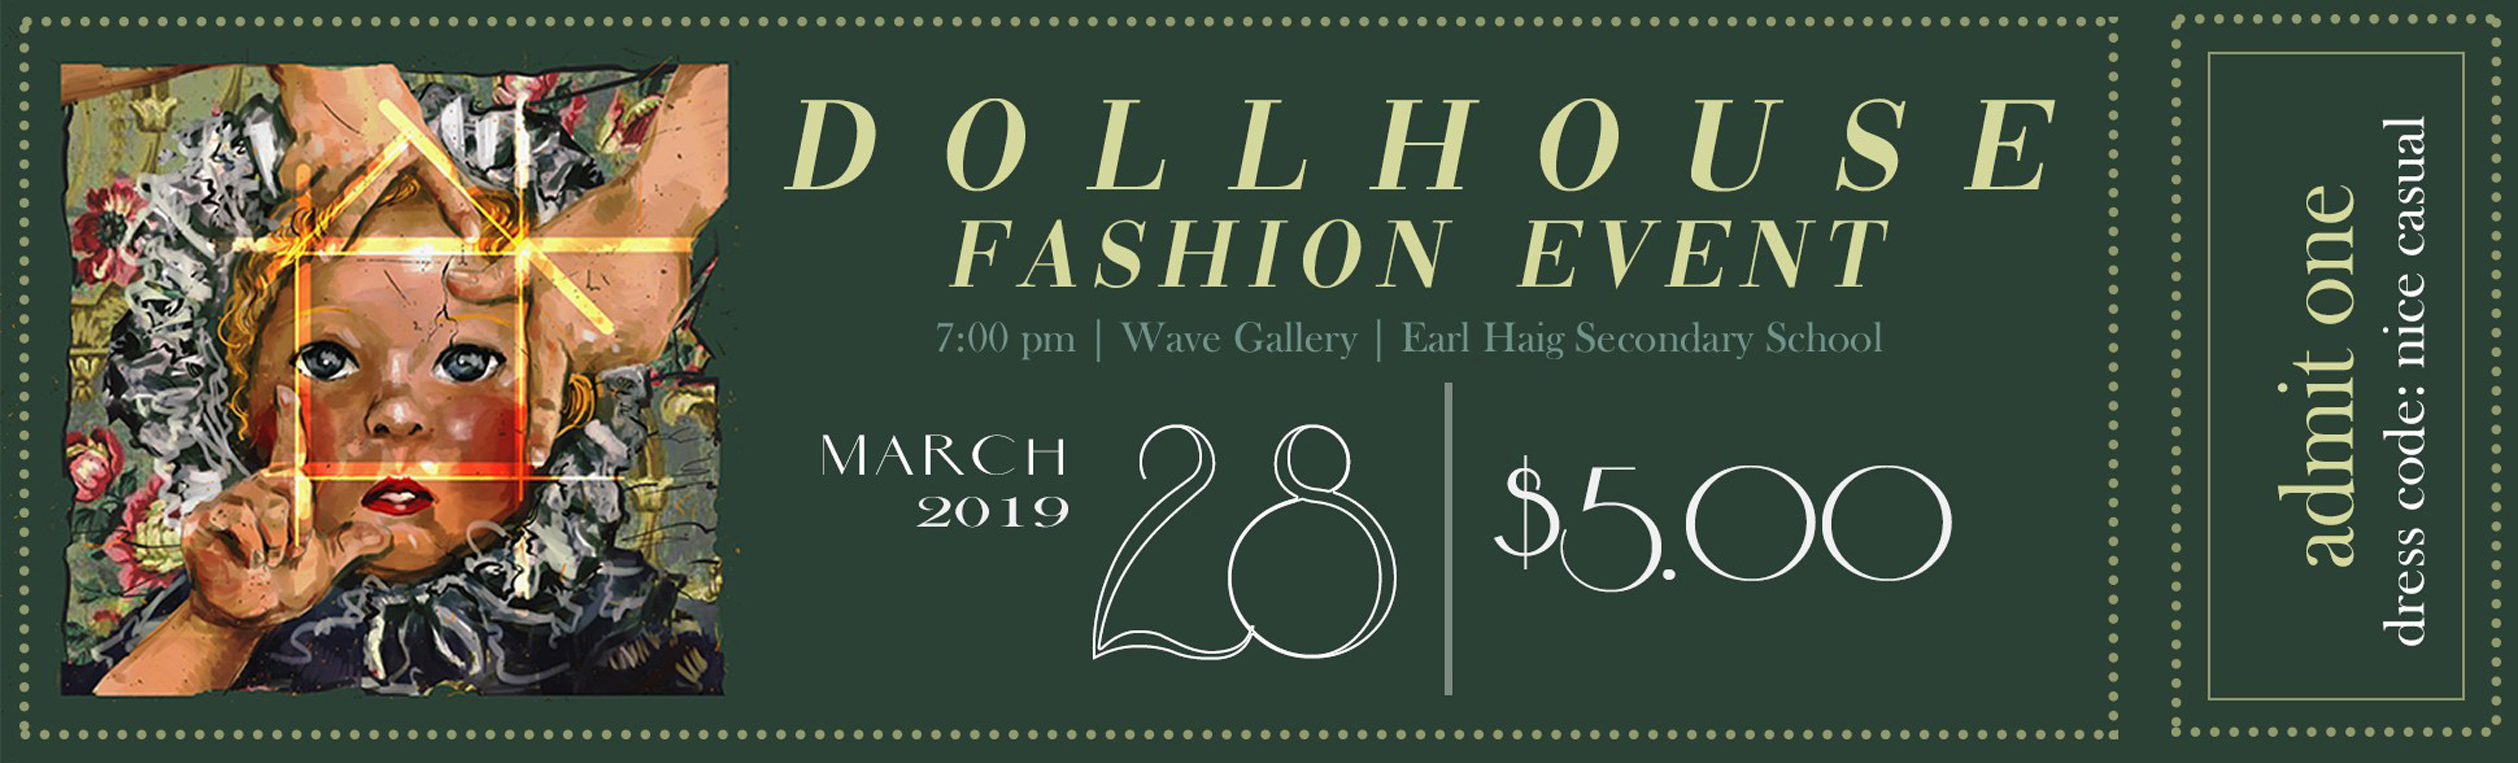 DOLLHOUSE
FASHION EVENT
7:00 pm | Wave Gallery | Earl Haig Secondary School
MARCH
2019
28
$5.00
admit one
dress code: nice casual